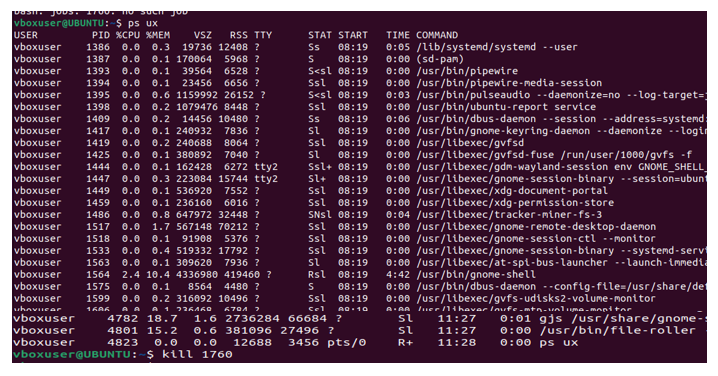 bash: jobs: 1760: no such job
vboxuser@UBUNTU:~$ ps ux
USER PID %CPU %MEM VSZ RSS TTY STAT START TIME COMMAND
vboxuser 1386 0.0 0.3 19736 12408 ? Ss 08:19 0:05 /lib/systemd/systemd --user
vboxuser 1387 0.0 0.1 170064 5968 ? S 08:19 0:00 (sd-pam)
vboxuser 1393 0.0 0.1 39564 6528 ? S<sl 08:19 0:00 /usr/bin/pipewire
vboxuser 1394 0.0 0.1 23456 6656 ? Ssl 08:19 0:00 /usr/bin/pipewire-media-session
vboxuser 1395 0.0 0.6 1159992 26152 ? S<sl 08:19 0:03 /usr/bin/pulseaudio --daemonize=no --log-target=j
vboxuser 1398 0.0 0.2 1079476 8448 ? Ssl 08:19 0:00 /usr/bin/ubuntu-report service
vboxuser 1409 0.0 0.2 14456 10480 ? Ss 08:19 0:06 /usr/bin/dbus-daemon --session --address=systemd:
vboxuser 1417 0.0 0.1 240932 7836 ? Sl 08:19 0:00 /usr/bin/gnome-keyring-daemon --daemonize --login
vboxuser 1419 0.0 0.2 240688 8064 ? Ssl 08:19 0:00 /usr/libexec/gvfsd
vboxuser 1425 0.0 0.1 380892 7040 ? Sl 08:19 0:00 /usr/libexec/gvfsd-fuse /run/user/1000/gvfs -f
vboxuser 1444 0.0 0.1 162428 6272 tty2 Ssl+ 08:19 0:00 /usr/libexec/gdm-wayland-session env GNOME_SHELL_
vboxuser 1447 0.0 0.3 223084 15744 tty2 Sl+ 08:19 0:00 /usr/libexec/gnome-session-binary --session=ubunt
vboxuser 1449 0.0 0.1 536920 7552 ? Ssl 08:19 0:00 /usr/libexec/xdg-document-portal
vboxuser 1459 0.0 0.1 236160 6016 ? Ssl 08:19 0:00 /usr/libexec/xdg-permission-store
vboxuser 1486 0.0 0.8 647972 32448 ? SNsl 08:19 0:04 /usr/libexec/tracker-miner-fs-3
vboxuser 1517 0.0 1.7 567148 70212 ? Ssl 08:19 0:00 /usr/libexec/gnome-remote-desktop-daemon
vboxuser 1518 0.0 0.1 91908 5376 ? Ssl 08:19 0:00 /usr/libexec/gnome-session-ctl --monitor
vboxuser 1533 0.0 0.4 519332 17792 ? Ssl 08:19 0:00 /usr/libexec/gnome-session-binary --systemd-servi
vboxuser 1563 0.0 0.1 309620 7936 ? Sl 08:19 0:00 /usr/libexec/at-spi-bus-launcher --launch-immedia
vboxuser 1564 2.4 10.4 4336980 419460 ? Rsl 08:19 4:42 /usr/bin/gnome-shell
vboxuser 1575 0.0 0.1 8564 4480 ? S 08:19 0:00 /usr/bin/dbus-daemon --config-file=/usr/share/def
vboxuser 1599 0.0 0.2 316092 10496 ? Ssl 08:19 0:00 /usr/libexec/gvfs-udisks2-volume-monitor
vboxuser 1606 0.0 0.1 236468 6784 ? Ssl 08:19 0:00 /usr/libexec/gvfs-mtp-volume-monitor
vboxuser 4782 18.7 1.6 2736284 66684 ? Sl 11:27 0:01 gjs /usr/share/gnome-s
vboxuser 4801 15.2 0.6 381096 27496 ? Sl 11:27 0:00 /usr/bin/file-roller
vboxuser 4823 0.0 0.0 12688 3456 pts/0 R+ 11:28 0:00 ps ux
vboxuser@UBUNTU:~$ kill 1760